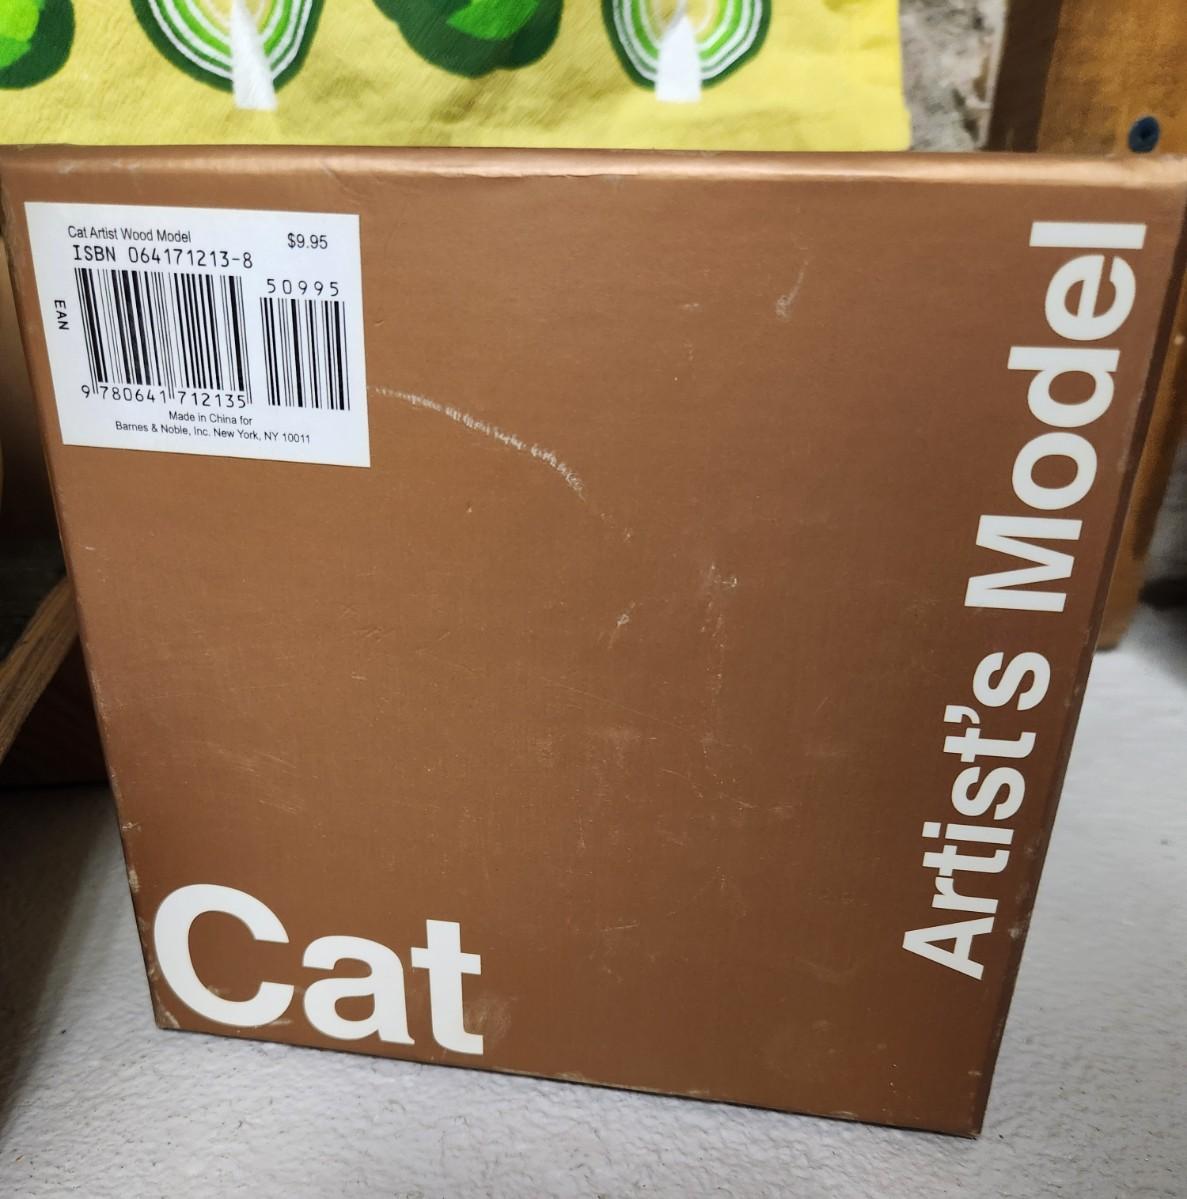 Cat Artist Wood Model $9.95
ISBN 064171213-8
50995
EAN
9 780641 712135
Made in China for
Barnes & Noble, Inc. New York, NY 10011
Artist's Model
Cat